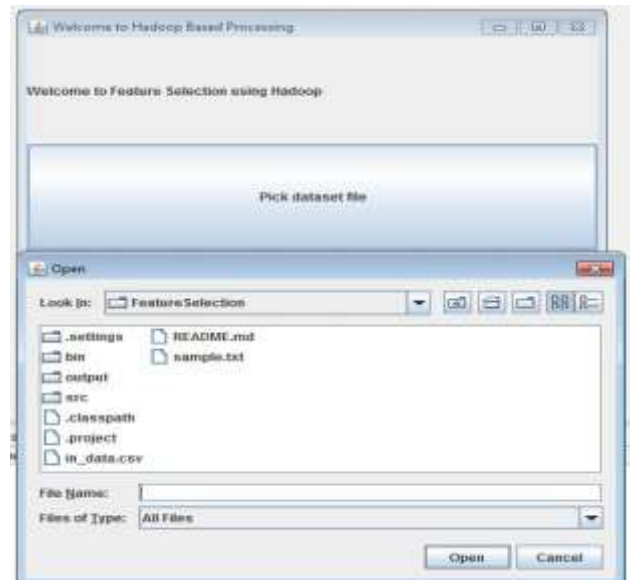 Welcome to Hadoop Based Processing
Welcome to Feature Selection using Hadoop
Pick dataset file
Open
Look In: FeatureSelection
.settings README.md
bin sample.txt
output
src
.classpath
.project
in_data.csv
File Name:
Files of Type: All Files
Open Cancel